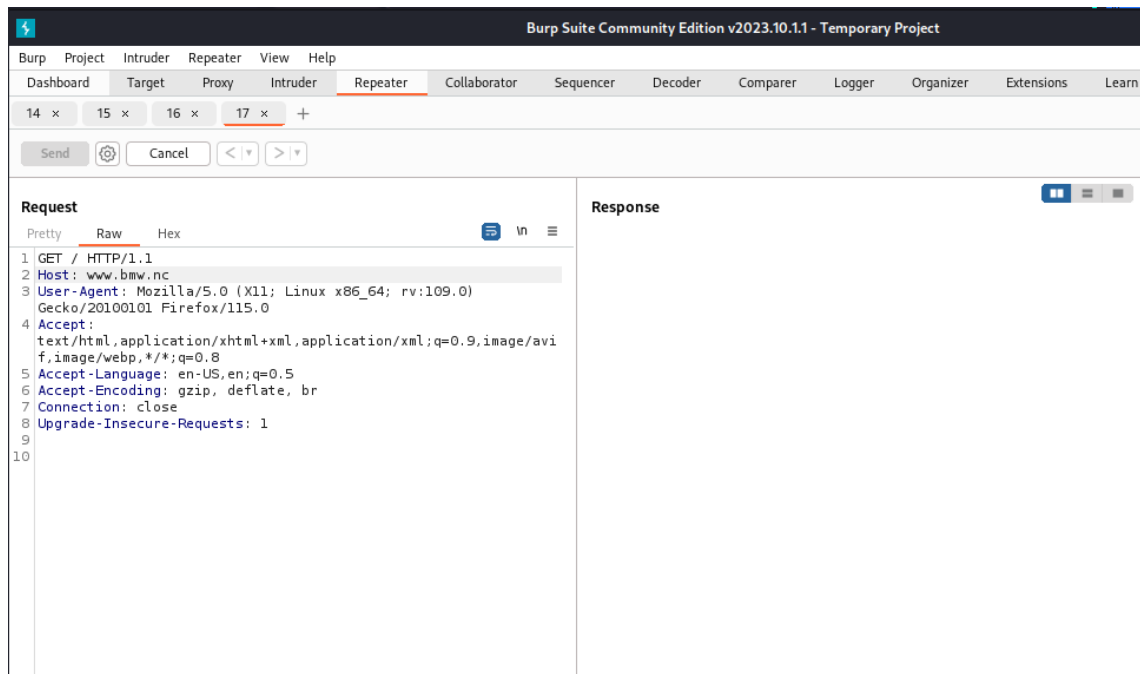 Burp Suite Community Edition v2023.10.1.1 - Temporary Project
Burp Project Intruder Repeater View Help
Dashboard Target Proxy Intruder Repeater Collaborator Sequencer Decoder Comparer Logger Organizer Extensions Learn
14 × 15 × 16 × 17 × +
Send Cancel < >
Request
Response
Pretty Raw Hex \n
1 GET / HTTP/1.1
2 Host: www.bmw.nc
3 User-Agent: Mozilla/5.0 (X11; Linux x86_64; rv:109.0)
Gecko/20100101 Firefox/115.0
4 Accept:
text/html,application/xhtml+xml,application/xml;q=0.9,image/avi
f,image/webp,*/*;q=0.8
5 Accept-Language: en-US,en;q=0.5
6 Accept-Encoding: gzip, deflate, br
7 Connection: close
8 Upgrade-Insecure-Requests: 1
9
10